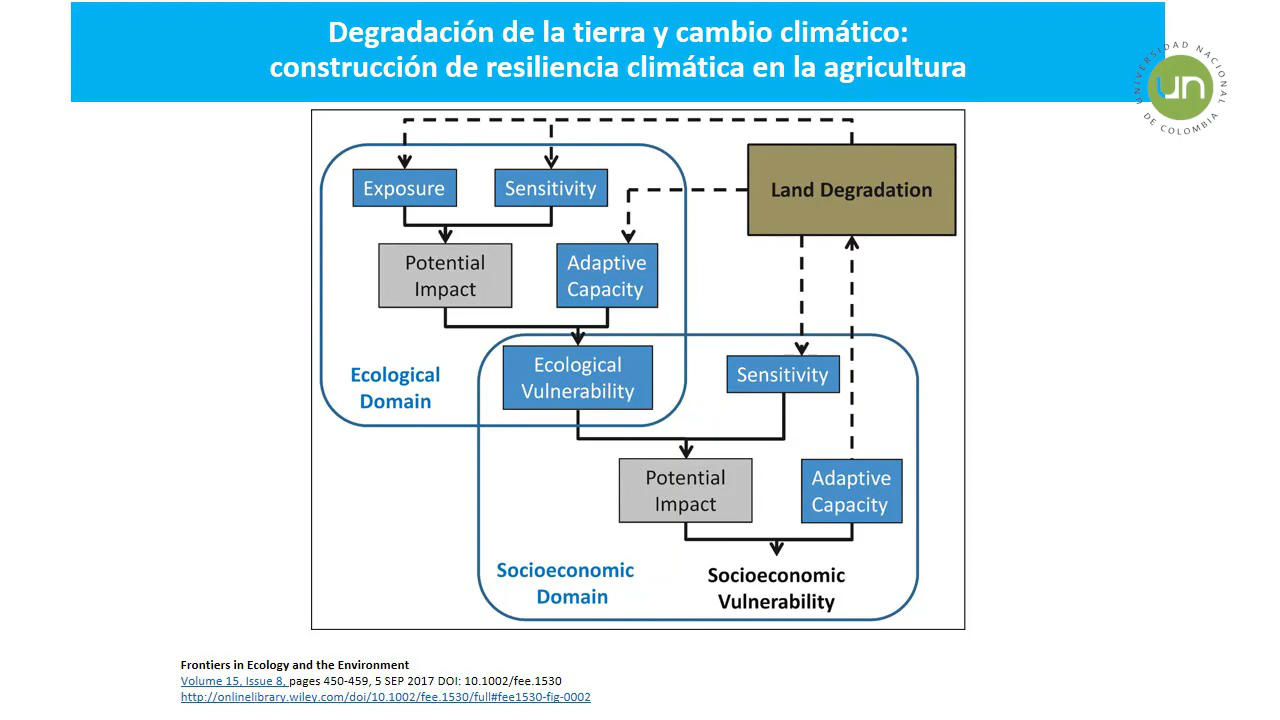 Degradación de la tierra y cambio climático:
construcción de resiliencia climática en la agricultura
UNIVERSIDAD NACIONAL
DE COLOMBIA
un
Exposure
Sensitivity
Land Degradation
Potential
Impact
Adaptive
Capacity
Ecological
Vulnerability
Sensitivity
Ecological
Domain
Potential
Impact
Adaptive
Capacity
Socioeconomic
Domain
Socioeconomic
Vulnerability
Frontiers in Ecology and the Environment
Volume 15, Issue 8, pages 450-459, 5 SEP 2017 DOI: 10.1002/fee.1530
http://onlinelibrary.wiley.com/doi/10.1002/fee.1530/full#fee1530-fig-0002